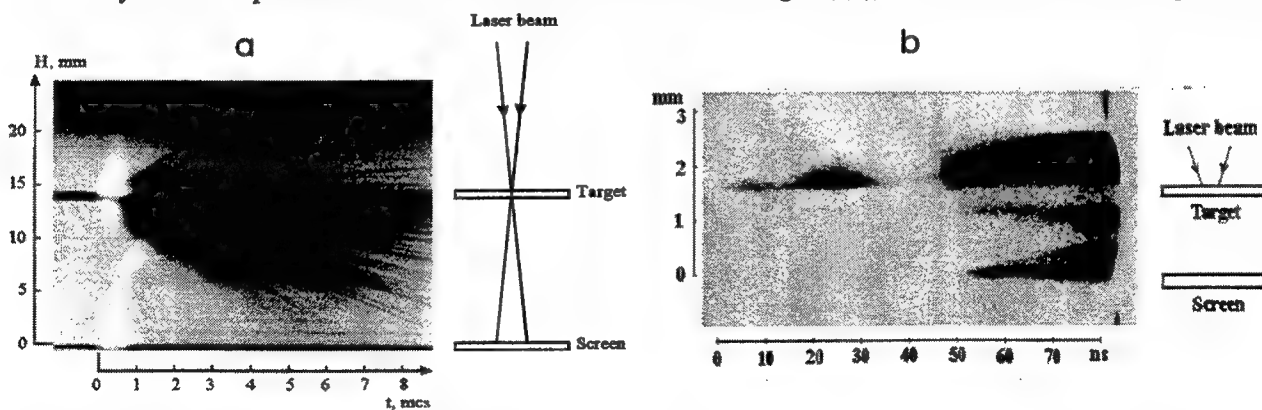 a
H, mm
20
15
10
5
0
0 1 2 3 4 5 6 7 8
t, mcs
Laser beam
Target
Screen
b
mm
3
2
1
0
0 10 20 30 40 50 60 70 ns
Laser beam
Target
Screen